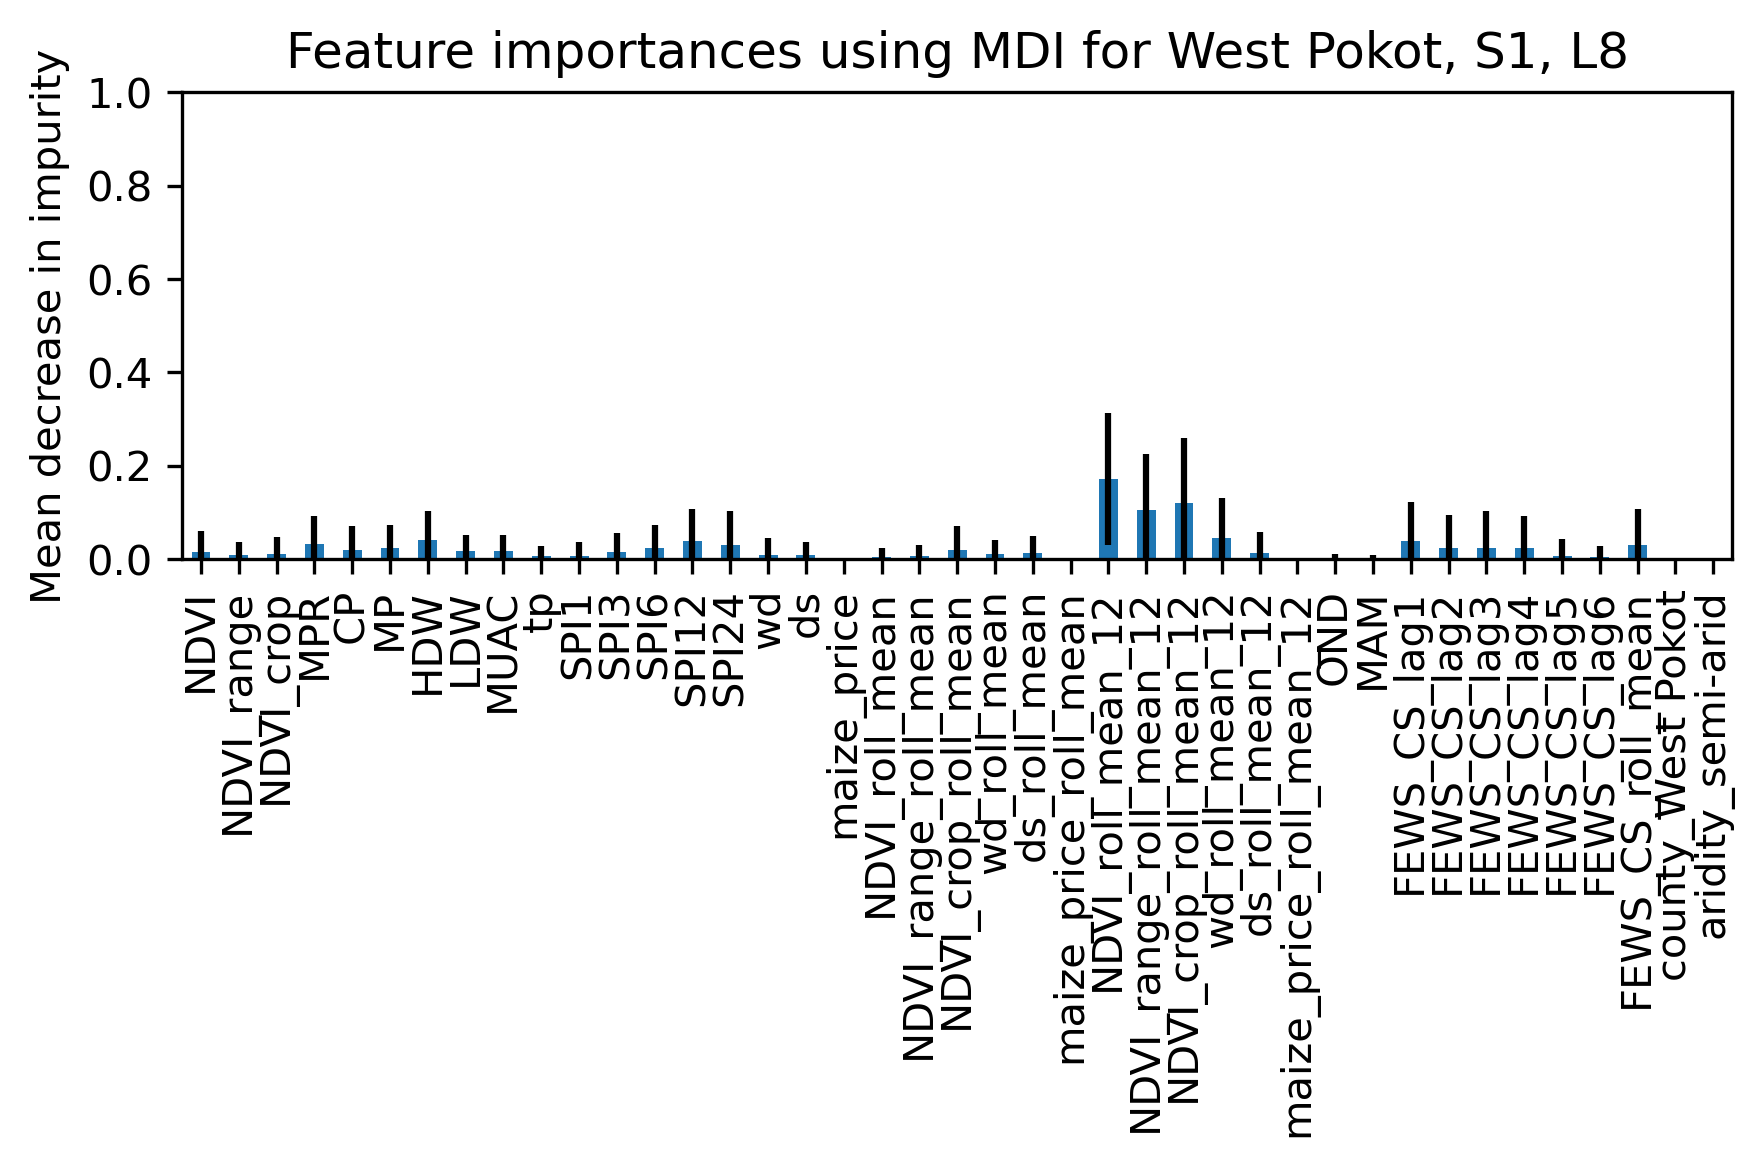 Feature importances using MDI for West Pokot, S1, L8
Mean decrease in impurity
1.0
0.8
0.6
0.4
0.2
0.0
NDVI
NDVI_range
NDVI_crop
MPR
CP
MP
HDW
LDW
MUAC
tp
SPI1
SPI3
SPI6
SPI12
SPI24
wd
ds
maize_price
NDVI_roll_mean
NDVI_range_roll_mean
NDVI_crop_roll_mean
wd_roll_mean
ds_roll_mean
maize_price_roll_mean
NDVI_roll_mean_12
NDVI_range_roll_mean_12
NDVI_crop_roll_mean_12
wd_roll_mean_12
ds_roll_mean_12
maize_price_roll_mean_12
OND
MAM
FEWS_CS_lag1
FEWS_CS_lag2
FEWS_CS_lag3
FEWS_CS_lag4
FEWS_CS_lag5
FEWS_CS_lag6
FEWS_CS_roll_mean
county_West Pokot
aridity_semi-arid